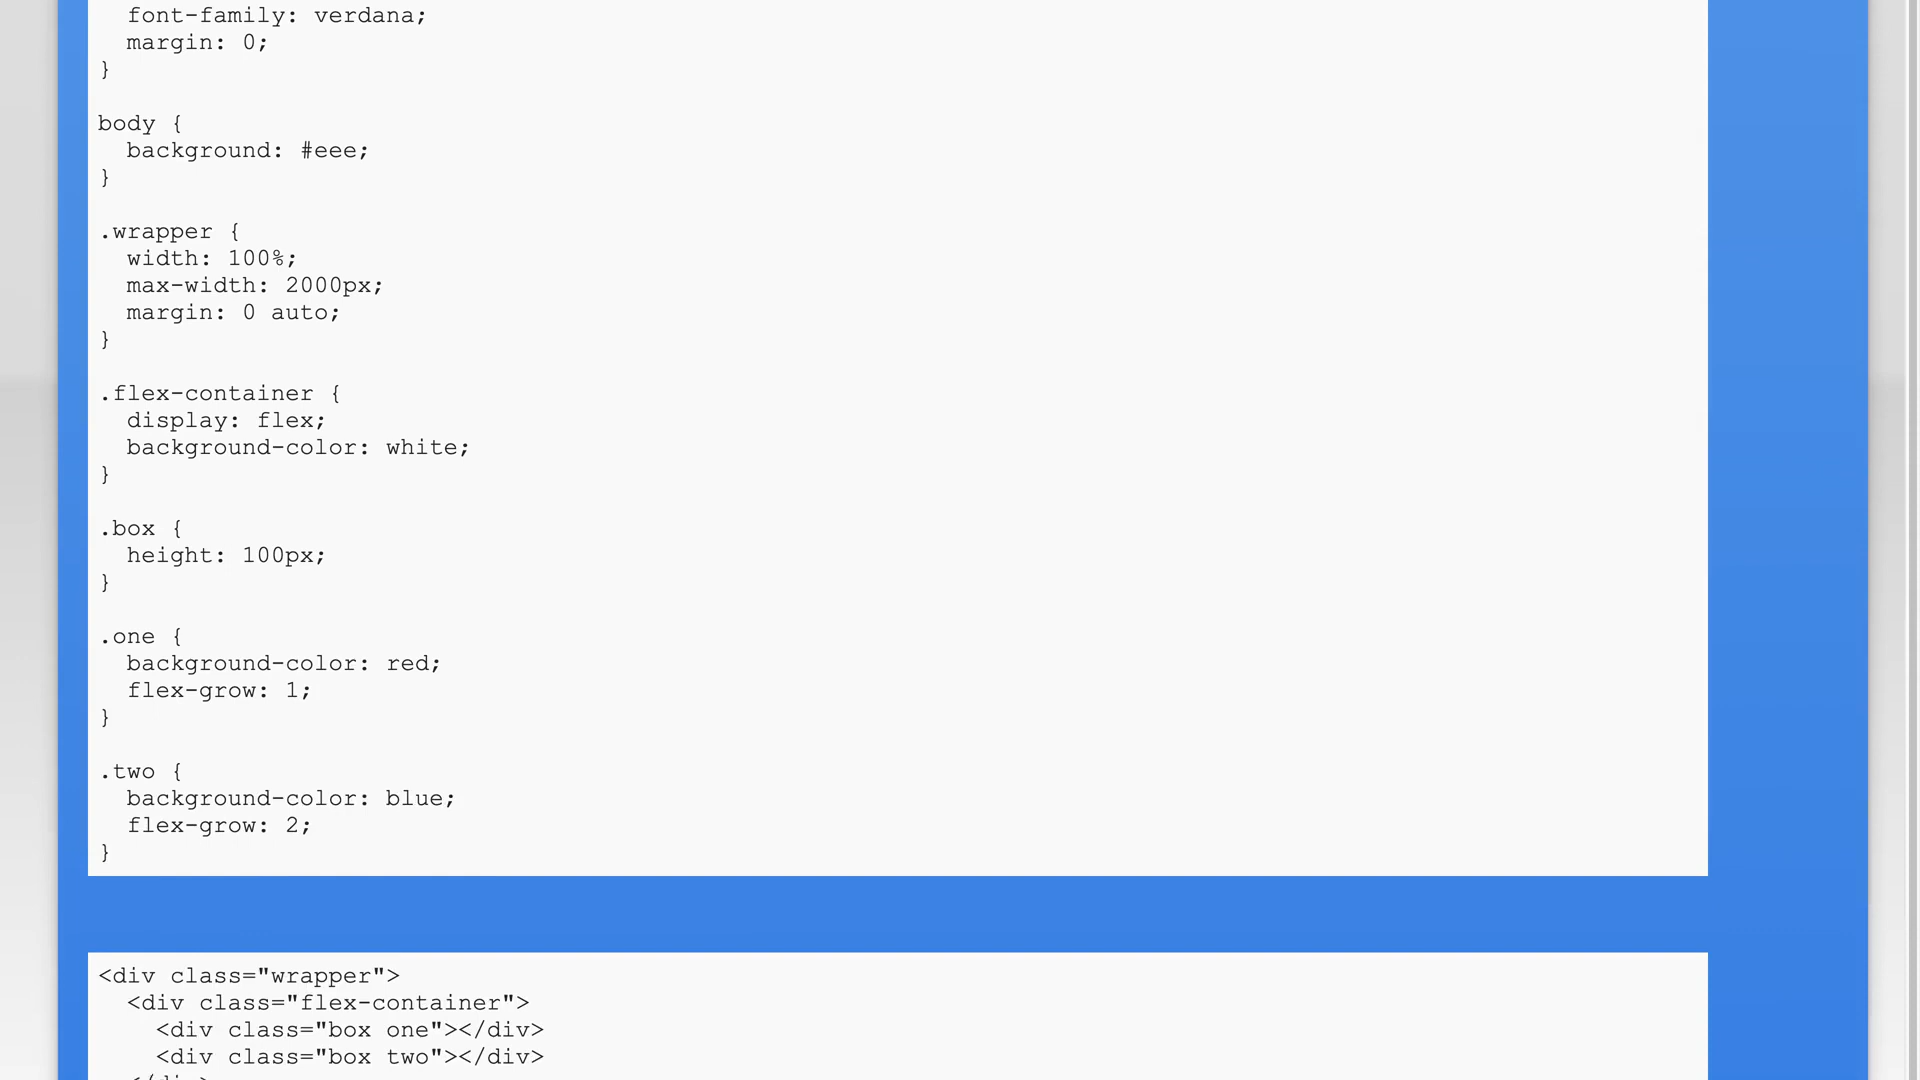 font-family: verdana;
margin: 0;
}
body {
background: #eee;
}
.wrapper {
width: 100%;
max-width: 2000px;
margin: 0 auto;
}
.flex-container {
display: flex;
background-color: white;
}
.box {
height: 100px;
}
.one {
background-color: red;
flex-grow: 1;
}
.two {
background-color: blue;
flex-grow: 2;
}
<div class="wrapper">
<div class="flex-container">
<div class="box one"></div>
<div class="box two"></div>